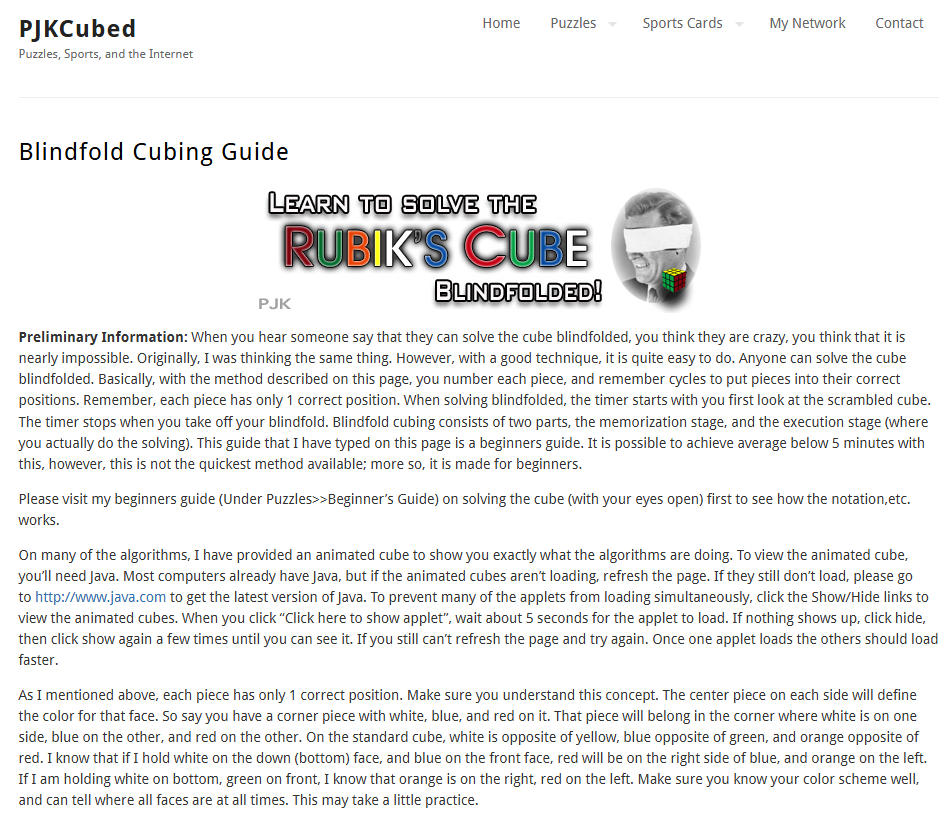 PJKCubed
Puzzles, Sports, and the Internet
Home Puzzles Sports Cards My Network Contact
Blindfold Cubing Guide
LEARN TO SOLVE THE
RUBIK'S CUBE
BLINDFOLDED!
PJK
Preliminary Information: When you hear someone say that they can solve the cube blindfolded, you think they are crazy, you think that it is
nearly impossible. Originally, I was thinking the same thing. However, with a good technique, it is quite easy to do. Anyone can solve the cube
blindfolded. Basically, with the method described on this page, you number each piece, and remember cycles to put pieces into their correct
positions. Remember, each piece has only 1 correct position. When solving blindfolded, the timer starts with you first look at the scrambled cube.
The timer stops when you take off your blindfold. Blindfold cubing consists of two parts, the memorization stage, and the execution stage (where
you actually do the solving). This guide that I have typed on this page is a beginners guide. It is possible to achieve average below 5 minutes with
this, however, this is not the quickest method available; more so, it is made for beginners.
Please visit my beginners guide (Under Puzzles>>Beginner's Guide) on solving the cube (with your eyes open) first to see how the notation,etc.
works.
On many of the algorithms, I have provided an animated cube to show you exactly what the algorithms are doing. To view the animated cube,
you'll need Java. Most computers already have Java, but if the animated cubes aren't loading, refresh the page. If they still don't load, please go
to http://www.java.com to get the latest version of Java. To prevent many of the applets from loading simultaneously, click the Show/Hide links to
view the animated cubes. When you click “Click here to show applet”, wait about 5 seconds for the applet to load. If nothing shows up, click hide,
then click show again a few times until you can see it. If you still can't refresh the page and try again. Once one applet loads the others should load
faster.
As I mentioned above, each piece has only 1 correct position. Make sure you understand this concept. The center piece on each side will define
the color for that face. So say you have a corner piece with white, blue, and red on it. That piece will belong in the corner where white is on one
side, blue on the other, and red on the other. On the standard cube, white is opposite of yellow, blue opposite of green, and orange opposite of
red. I know that if I hold white on the down (bottom) face, and blue on the front face, red will be on the right side of blue, and orange on the left.
If I am holding white on bottom, green on front, I know that orange is on the right, red on the left. Make sure you know your color scheme well,
and can tell where all faces are at all times. This may take a little practice.